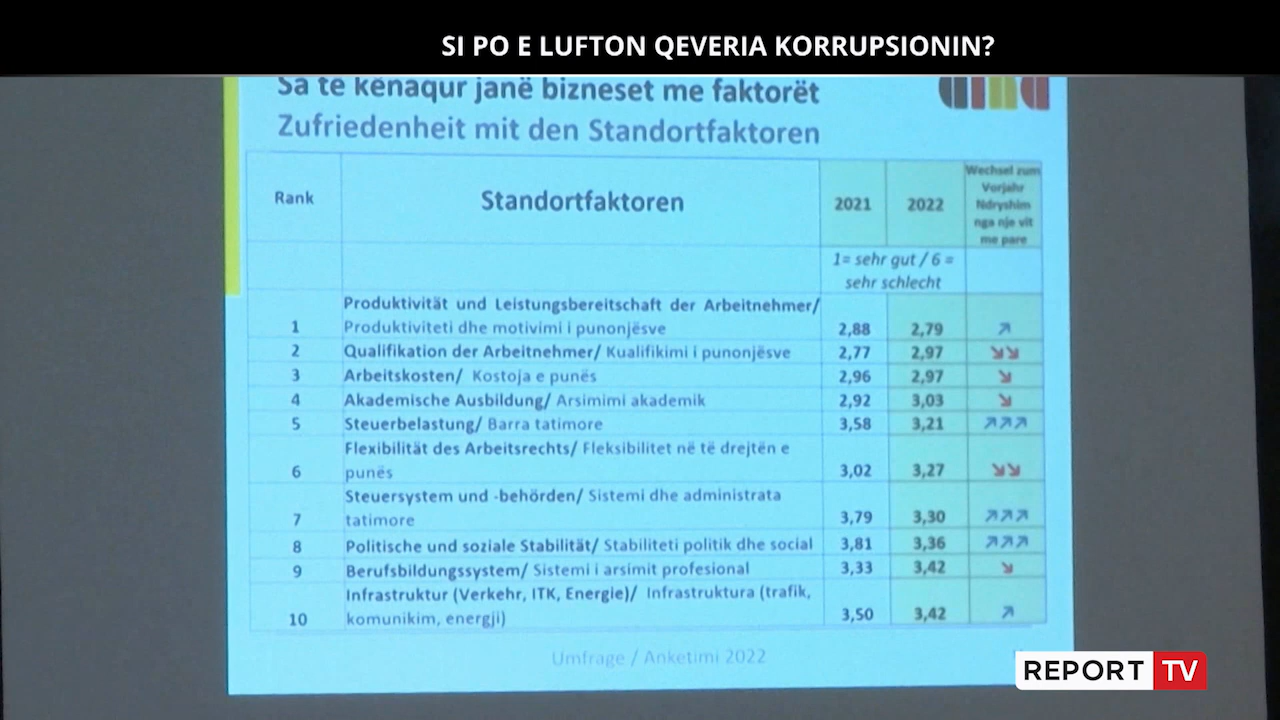 SI PO E LUFTON QEVERIA KORRUPSIONIN?
Sa të kënaqur janë bizneset me faktorët
Zufriedenheit mit den Standortfaktoren
Rank Standortfaktoren 2021 2022 Wechsel zum
Vorjahr
Ndryshim
nga nje vit
me pare
1= sehr gut / 6 =
sehr schlecht
Produktivität und Leistungsbereitschaft der Arbeitnehmer/
1 Produktiviteti dhe motivimi i punonjësve 2,88 2,79
2 Qualifikation der Arbeitnehmer/ Kualifikimi i punonjësve 2,77 2,97
3 Arbeitskosten/ Kostoja e punës 2,96 2,97
4 Akademische Ausbildung/ Arsimimi akademik 2,92 3,03
5 Steuerbelastung/ Barra tatimore 3,58 3,21
Flexibilität des Arbeitsrechts/ Fleksibilitet në të drejtën e
6 punës 3,02 3,27
Steuersystem und -behörden/ Sistemi dhe administrata
7 tatimore 3,79 3,30
8 Politische und soziale Stabilität/ Stabiliteti politik dhe social 3,81 3,36
9 Berufsbildungssystem/ Sistemi i arsimit profesional 3,33 3,42
Infrastruktur (Verkehr, ITK, Energie)/ Infrastruktura (trafik,
10 komunikim, energji) 3,50 3,42
Umfrage / Anketimi 2022
REPORT TV